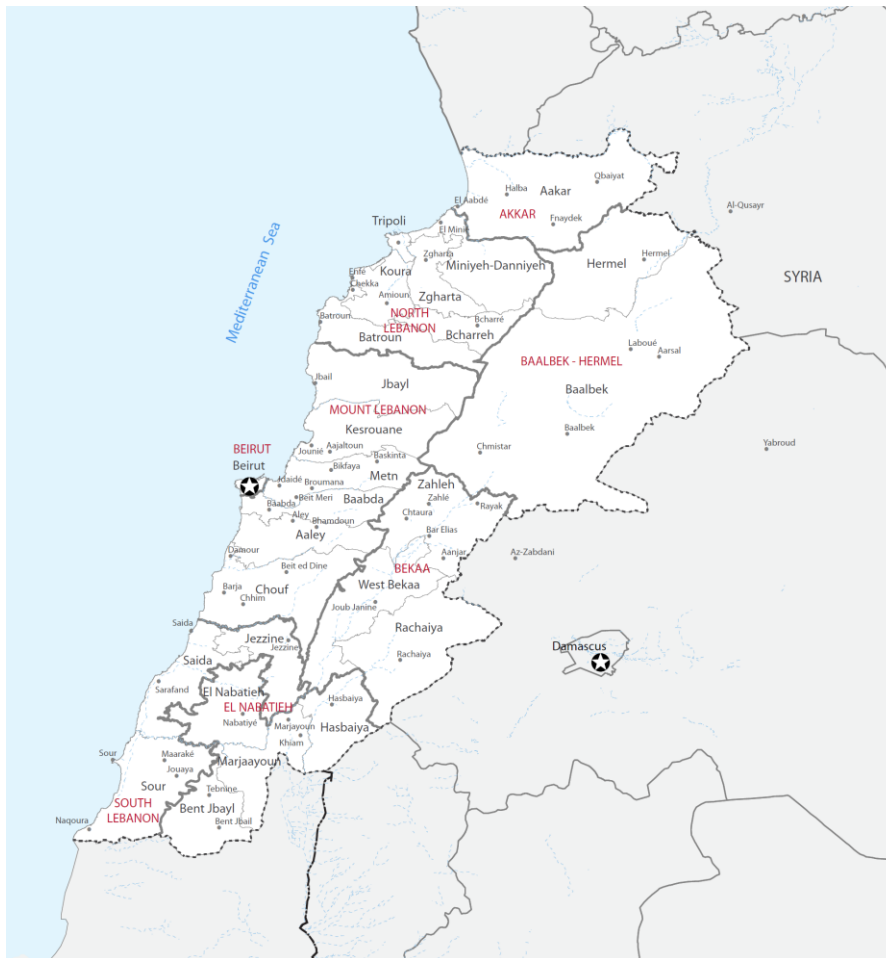 Qbaiyat
Halba
Aakar
El Aabdé
AKKAR
Al-Qusayr
Tripoli
Fnaydek
El Minié
Mediterranean Sea
Zgharta
Miniyeh-Danniyeh
Hermel
Hermel
SYRIA
Enfé
Koura
Chekka
Amioun
Zgharta
Batroun
NORTH
LEBANON
Bcharré
Batroun
Bcharreh
Laboué
Aarsal
BAALBEK - HERMEL
Jbail
Jbayl
Baalbek
MOUNT LEBANON
Kesrouane
Baalbek
BEIRUT
Jounié
Aajaltoun
Chmistar
Yabroud
Beirut
Bikfaya
Baskinta
Metn
Jdaidé
Broumana
Zahleh
Beit Meri
Baabda
Zahlé
Rayak
Baabda
Aley
Chtaura
Bhamdoun
Aaley
Bar Elias
Damour
Aanjar
Az-Zabdani
BEKAA
Beit ed Dine
Barja
Chouf
West Bekaa
Chhim
Joub Janine
Saida
Rachaiya
Jezzine
Jezzine
Damascus
Saida
Rachaiya
Sarafand
El Nabatieh
EL NABATIEH
Hasbaiya
Nabatiyé
Marjayoun
Hasbaiya
Khiam
Sour
Maaraké
Marjaayoun
Jouaya
Sour
Tebnine
SOUTH
LEBANON
Bent Jbayl
Naqoura
Bent Jbail